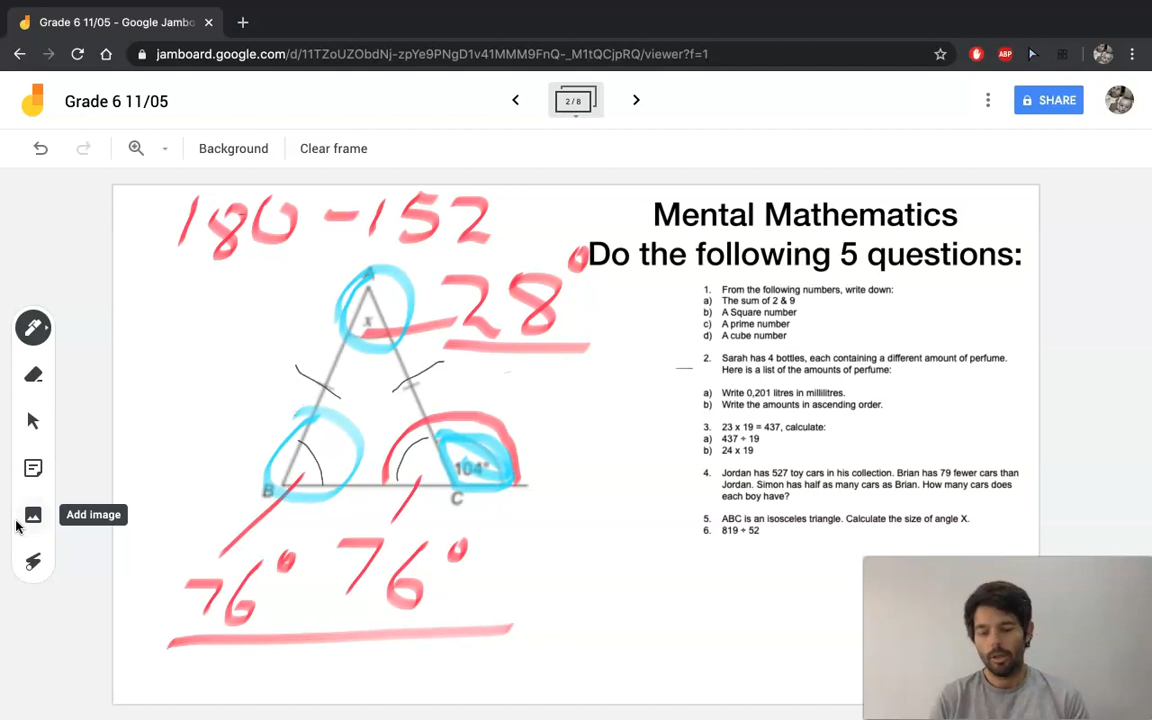 Grade 6 11/05 - Google Jambo
jamboard.google.com/d/11TZoUZObdNj-zpYe9PNgD1v41MMM9FnQ-_M1tQCjpRQ/viewer?f=1
ABP
Grade 6 11/05
2 / 8
SHARE
Background
Clear frame
180 - 152
28°
A
x
104°
B
C
76° 76°
Add image
Mental Mathematics
Do the following 5 questions:
1. From the following numbers, write down:
a) The sum of 2 & 9
b) A Square number
c) A prime number
d) A cube number
2. Sarah has 4 bottles, each containing a different amount of perfume.
Here is a list of the amounts of perfume:
a) Write 0,201 litres in millilitres.
b) Write the amounts in ascending order.
3. 23 x 19 = 437, calculate:
a) 437 ÷ 19
b) 24 x 19
4. Jordan has 527 toy cars in his collection. Brian has 79 fewer cars than
Jordan. Simon has half as many cars as Brian. How many cars does
each boy have?
5. ABC is an isosceles triangle. Calculate the size of angle X.
6. 819 ÷ 52